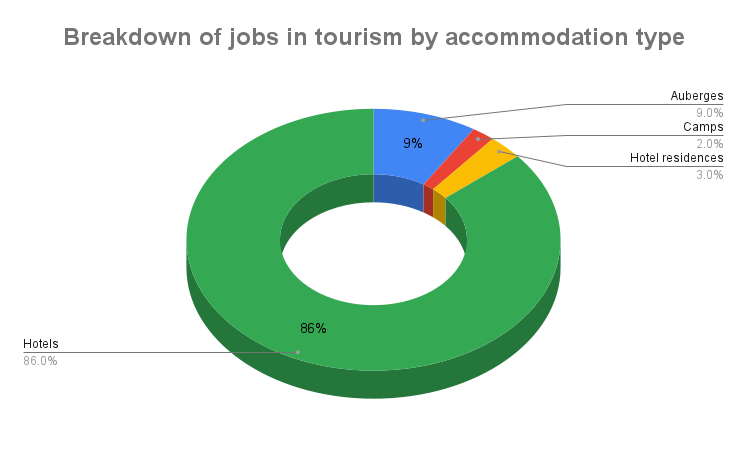 Breakdown of jobs in tourism by accommodation type
Auberges
9.0%
Camps
2.0%
Hotel residences
3.0%
9%
86%
Hotels
86.0%